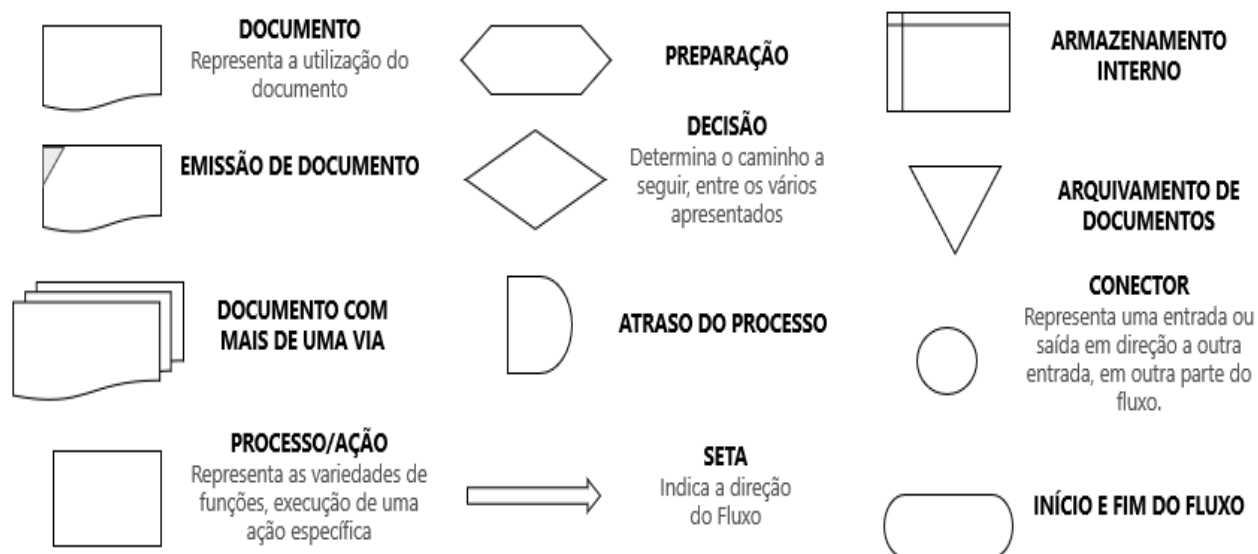 DOCUMENTO
Representa a utilização do
documento
EMISSÃO DE DOCUMENTO
DOCUMENTO COM
MAIS DE UMA VIA
PROCESSO/AÇÃO
Representa as variedades de
funções, execução de uma
ação específica
PREPARAÇÃO
DECISÃO
Determina o caminho a
seguir, entre os vários
apresentados
ATRASO DO PROCESSO
SETA
Indica a direção
do Fluxo
ARMAZENAMENTO
INTERNO
ARQUIVAMENTO DE
DOCUMENTOS
CONECTOR
Representa uma entrada ou
saída em direção a outra
entrada, em outra parte do
fluxo.
INÍCIO E FIM DO FLUXO